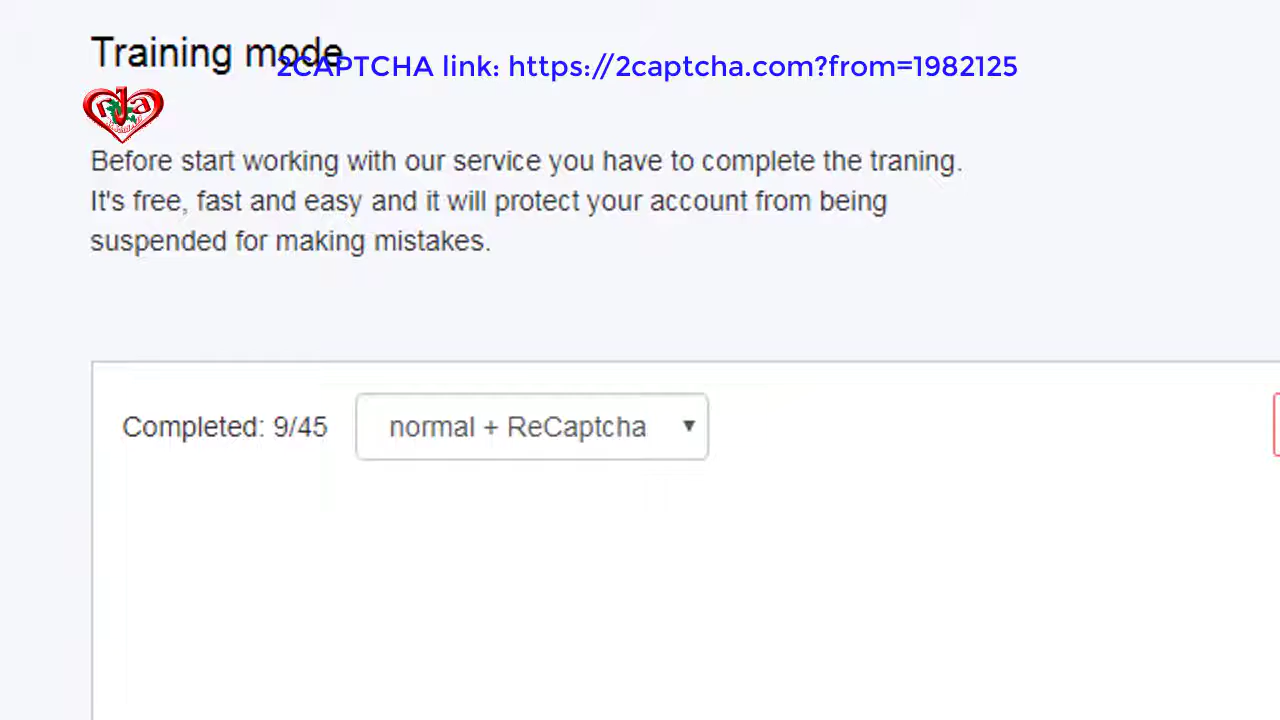 Training mode
2CAPTCHA link: https://2captcha.com?from=1982125
Before start working with our service you have to complete the traning.
It's free, fast and easy and it will protect your account from being
suspended for making mistakes.
Completed: 9/45
normal + ReCaptcha